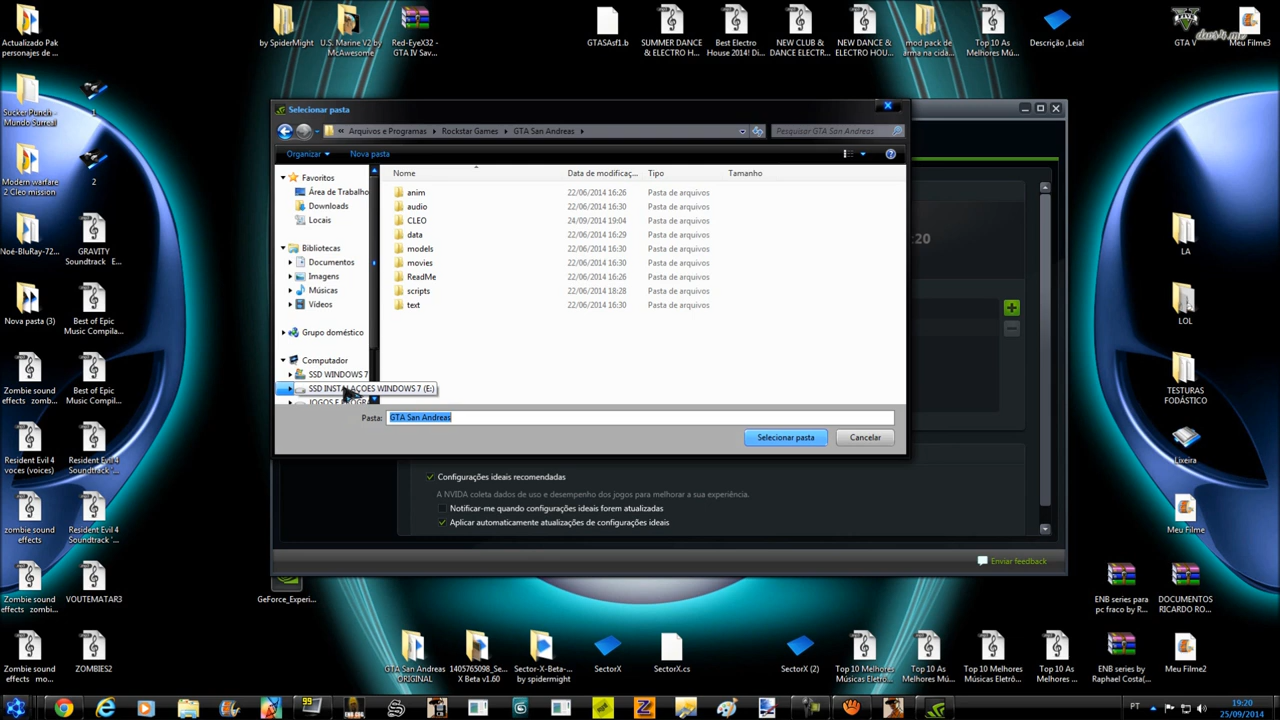 Actualizado Pak
personajes de ...
by SpiderMight
U.S. Marine V2 by
McAwesome
Red-EyeX32 -
GTA IV Sav...
GTASAsf1.b
SUMMER DANCE
& ELECTRO H...
Best Electro
House 2014! Di...
NEW CLUB &
DANCE ELECTR...
NEW DANCE &
ELECTRO HOU...
mod pack de
arma na cida...
Top 10 As
Melhores Mú...
Descrição ,Leia!
GTA V
Meu Filme3
Sucker Punch -
Mundo Surreal
1
Modern warfare
2 Cleo mission
2
Noé-BluRay-72...
GRAVITY
Soundtrack E...
Nova pasta (3)
Best of Epic
Music Compila...
Zombie sound
effects zomb...
Best of Epic
Music Compil...
Resident Evil 4
voces (voices)
Resident Evil 4
Soundtrack '...
zombie sound
effects
Resident Evil 4
Soundtrack '...
Zombie sound
effects zombi...
VOUTEMATAR3
Zombie sound
effects mo...
ZOMBIES2
Selecionar pasta
Arquivos e Programas
Rockstar Games
GTA San Andreas
Pesquisar GTA San Andreas
Organizar
Nova pasta
Favoritos
Área de Trabalho
Downloads
Locais
Bibliotecas
Documentos
Imagens
Músicas
Vídeos
Grupo doméstico
Computador
SSD WINDOWS 7
SSD INSTALAÇOES WINDOWS 7 (E:)
JOGOS E PROGRA
Nome
Data de modificaç...
Tipo
Tamanho
anim 22/06/2014 16:26 Pasta de arquivos
audio 22/06/2014 16:30 Pasta de arquivos
CLEO 24/09/2014 19:04 Pasta de arquivos
data 22/06/2014 16:29 Pasta de arquivos
models 22/06/2014 16:30 Pasta de arquivos
movies 22/06/2014 16:30 Pasta de arquivos
ReadMe 22/06/2014 16:26 Pasta de arquivos
scripts 22/06/2014 18:28 Pasta de arquivos
text 22/06/2014 16:30 Pasta de arquivos
Pasta: GTA San Andreas
Selecionar pasta
Cancelar
:20
Configurações ideais recomendadas
A NVIDA coleta dados de uso e desempenho dos jogos para melhorar a sua experiência.
Notificar-me quando configurações ideais forem atualizadas
Aplicar automaticamente atualizações de configurações ideais
Enviar feedback
GeForce_Experi...
LA
LOL
TESTURAS
FODÁSTICO
Lixeira
Meu Filme
ENB series para
pc fraco by R...
DOCUMENTOS
RICARDO RO...
GTA San Andreas
ORIGINAL
1405765098_Se...
X Beta v1.60
Sector-X-Beta-...
by spidermight
SectorX
SectorX.cs
SectorX (2)
Top 10 Melhores
Músicas Eletrô...
Top 10 As
Melhores Mú...
Top 10 Melhores
Músicas Eletrô...
Top 10 As
Melhores Mú...
ENB series by
Raphael Costa(...
Meu Filme2
99
PT
19:20
25/09/2014